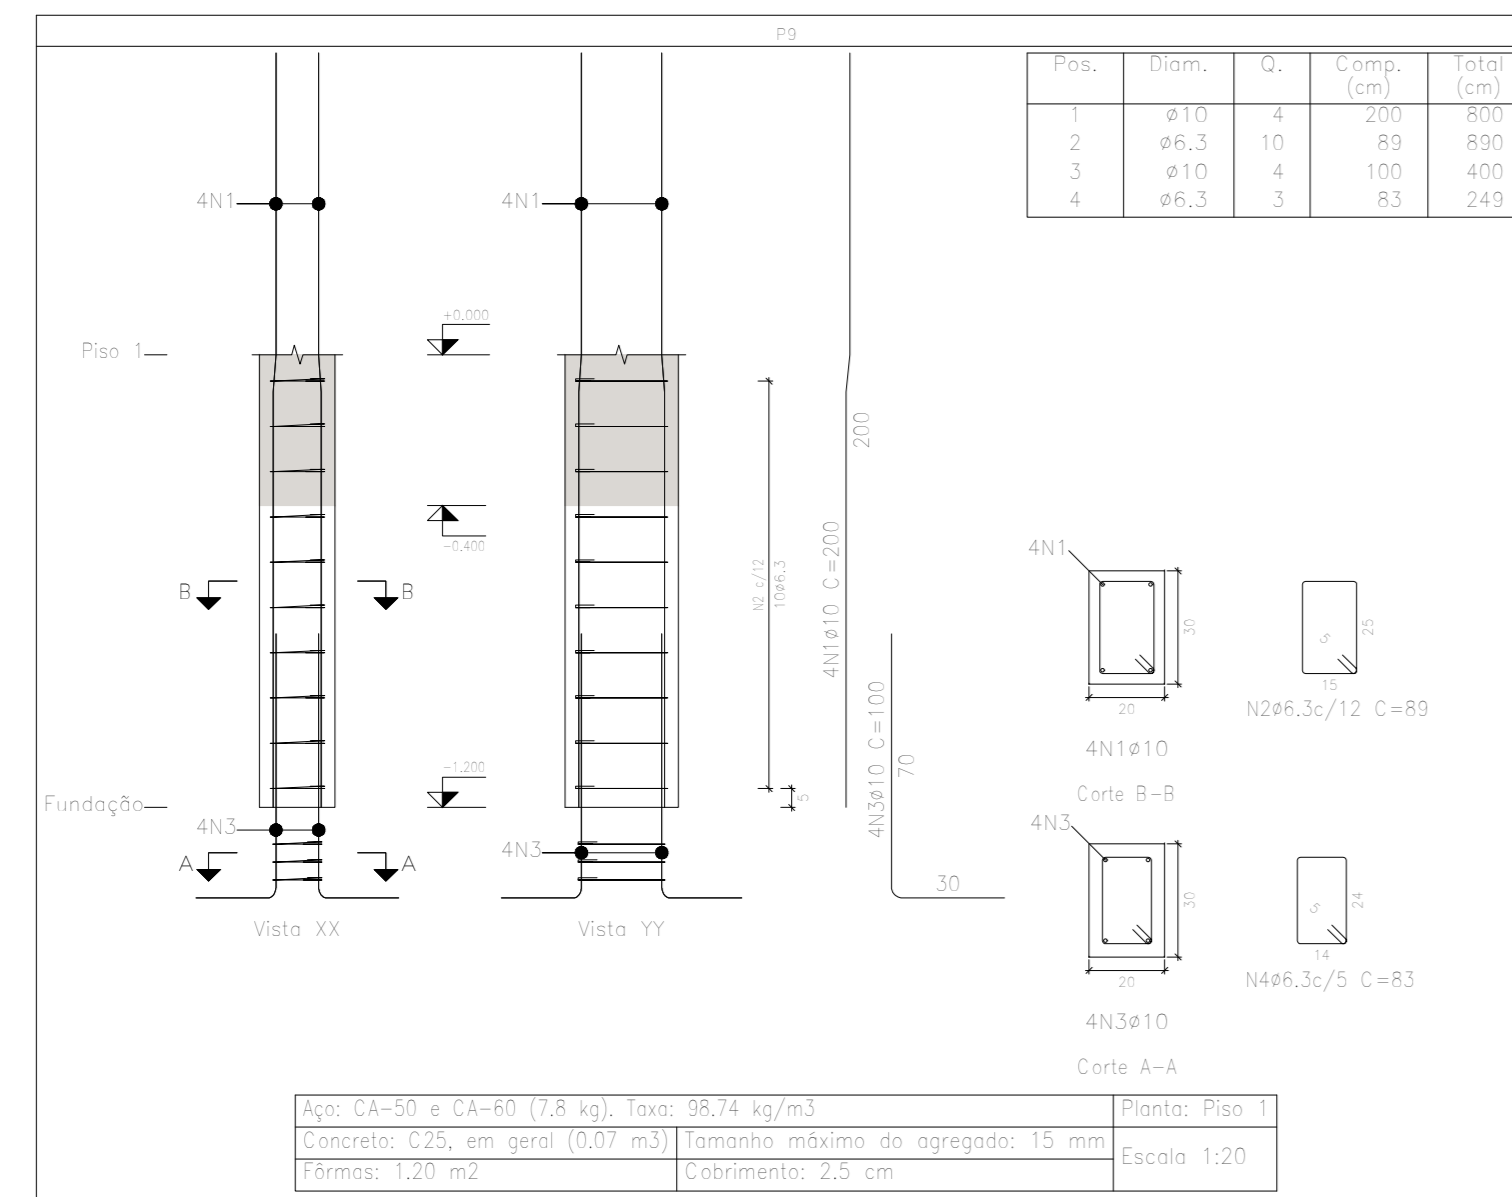 P9
Pos. Diam. Q. Comp. (cm) Total (cm)
1 ø10 4 200 800
2 ø6.3 10 89 890
3 ø10 4 100 400
4 ø6.3 3 83 249
4N1
4N1
+0.000
Piso 1
200
-0.400
N2 c/12
10ø6.3
4N1ø10 C=200
B B
4N1
30
20
4N1ø10
Corte B-B
5
25
15
N2ø6.3c/12 C=89
-1.200
Fundação
5
4N3ø10 C=100
70
30
4N3
4N3
A A
Vista XX
Vista YY
4N3
30
20
4N3ø10
Corte A-A
5
24
14
N4ø6.3c/5 C=83
Aço: CA-50 e CA-60 (7.8 kg). Taxa: 98.74 kg/m3
Planta: Piso 1
Concreto: C25, em geral (0.07 m3)
Tamanho máximo do agregado: 15 mm
Escala 1:20
Fôrmas: 1.20 m2
Cobrimento: 2.5 cm